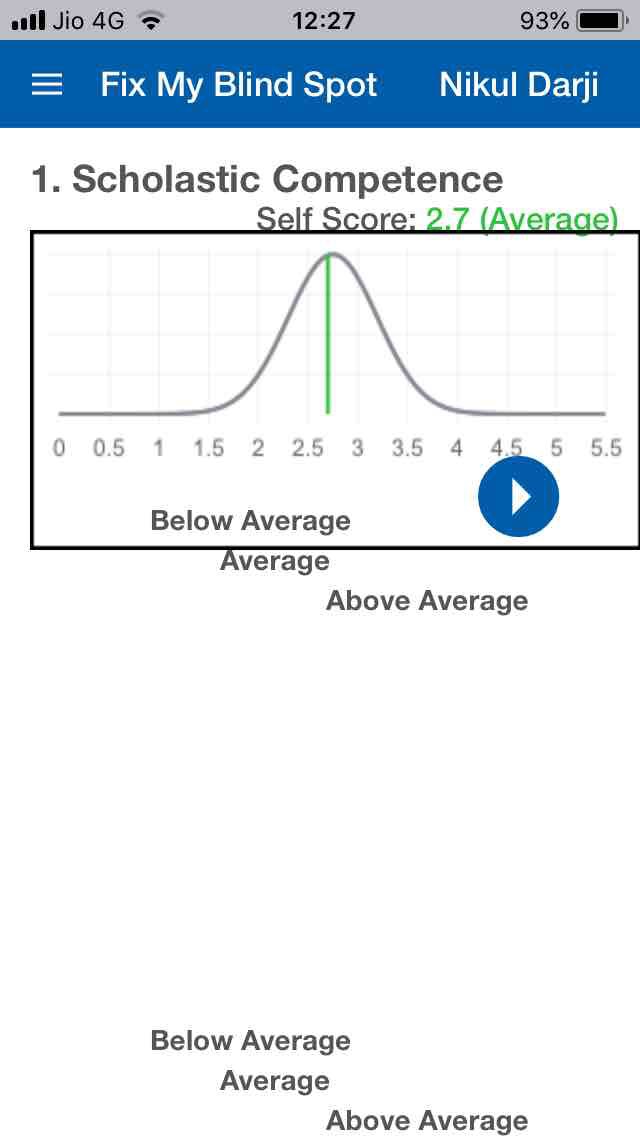 Jio 4G 12:27 93%
Fix My Blind Spot Nikul Darji
1. Scholastic Competence
Self Score: 2.7 (Average)
0 0.5 1 1.5 2 2.5 3 3.5 4 4.5 5 5.5
Below Average
Average
Above Average
Below Average
Average
Above Average